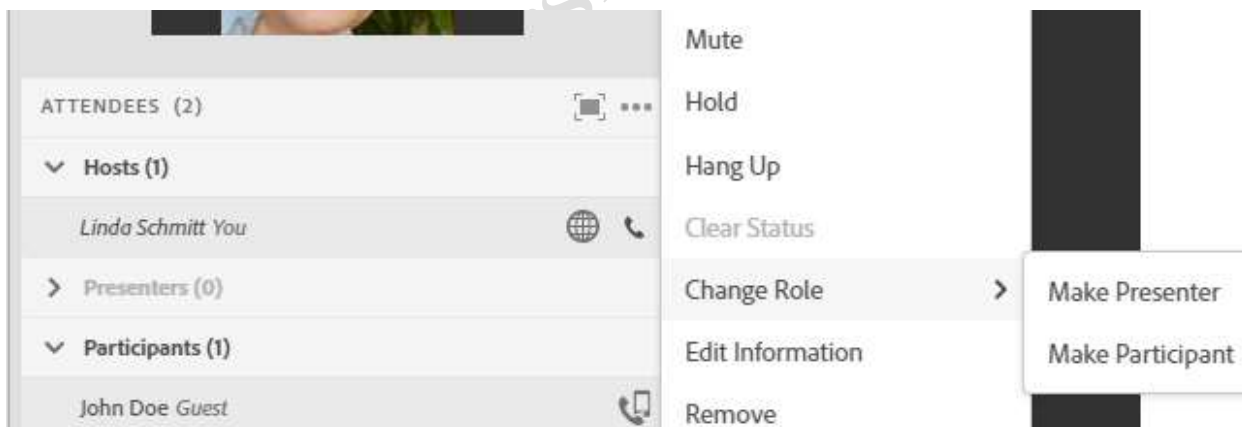 ATTENDEES (2)
Hosts (1)
Linda Schmitt You
Presenters (0)
Participants (1)
John Doe Guest
Mute
Hold
Hang Up
Clear Status
Change Role
Edit Information
Remove
Make Presenter
Make Participant